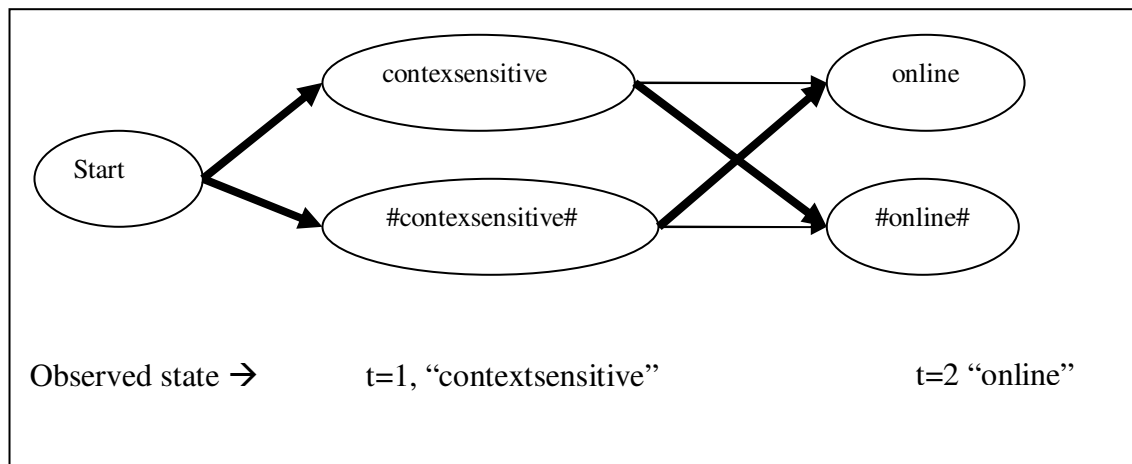 contexsensitive
online
Start
#contexsensitive#
#online#
Observed state → t=1, “contextsensitive” t=2 “online”